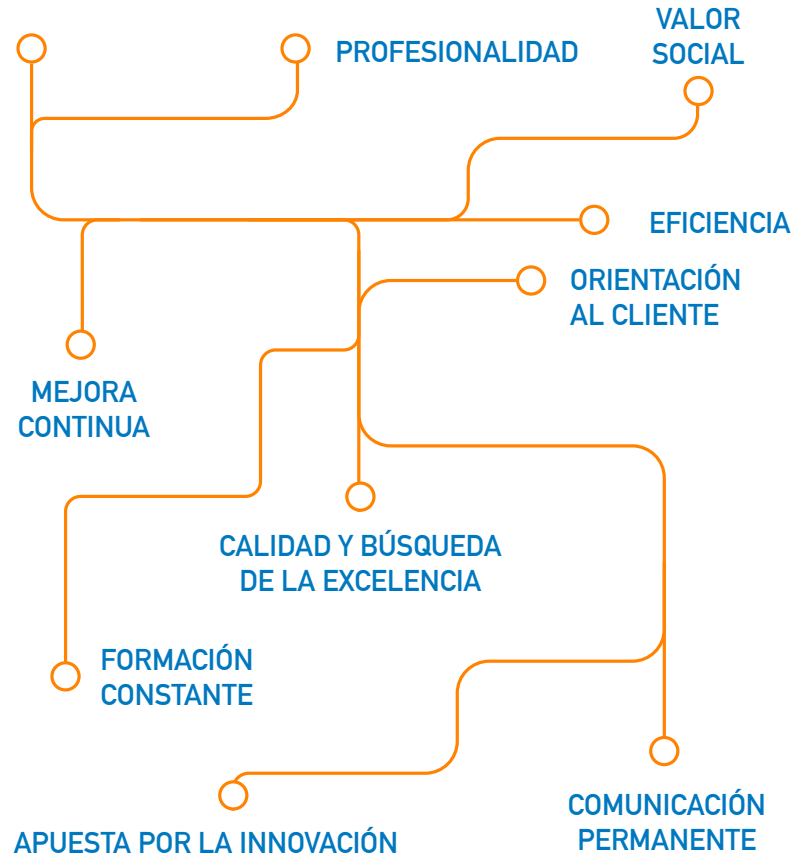 PROFESIONALIDAD
VALOR
SOCIAL
EFICIENCIA
ORIENTACIÓN
AL CLIENTE
MEJORA
CONTINUA
CALIDAD Y BÚSQUEDA
DE LA EXCELENCIA
FORMACIÓN
CONSTANTE
APUESTA POR LA INNOVACIÓN
COMUNICACIÓN
PERMANENTE